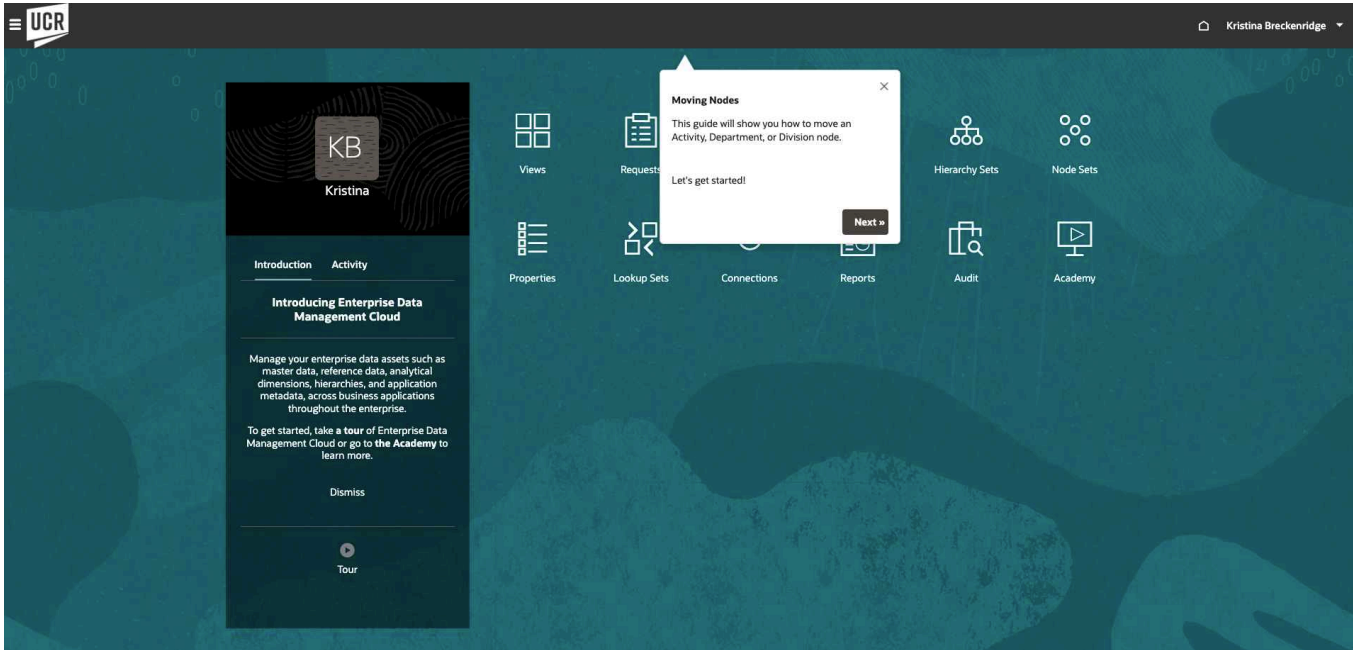 UCR
Kristina Breckenridge
KB
Kristina
Introduction Activity
Introducing Enterprise Data
Management Cloud
Manage your enterprise data assets such as
master data, reference data, analytical
dimensions, hierarchies, and application
metadata, across business applications
throughout the enterprise.
To get started, take a tour of Enterprise Data
Management Cloud or go to the Academy to
learn more.
Dismiss
Tour
Views
Requests
Moving Nodes
This guide will show you how to move an
Activity, Department, or Division node.
Let's get started!
Next »
Hierarchy Sets
Node Sets
Properties
Lookup Sets
Connections
Reports
Audit
Academy